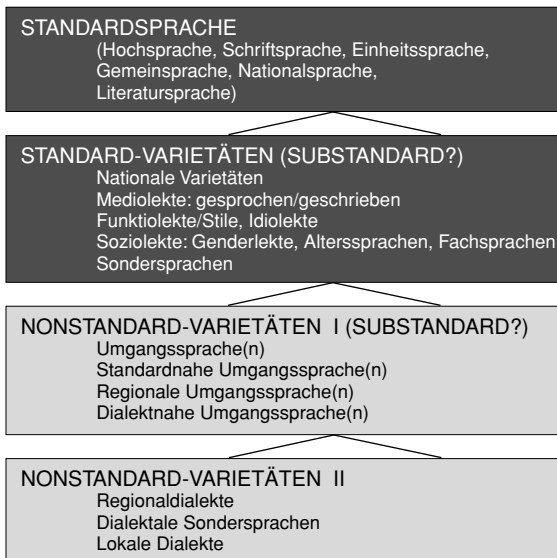 STANDARDSPRACHE
(Hochsprache, Schriftsprache, Einheitssprache,
Gemeinsprache, Nationalsprache,
Literatursprache)
STANDARD-VARIETÄTEN (SUBSTANDARD?)
Nationale Varietäten
Mediolekte: gesprochen/geschrieben
Funktiolekte/Stile, Idiolekte
Soziolekte: Genderlekte, Alterssprachen, Fachsprachen
Sondersprachen
NONSTANDARD-VARIETÄTEN I (SUBSTANDARD?)
Umgangssprache(n)
Standardnahe Umgangssprache(n)
Regionale Umgangssprache(n)
Dialektnahe Umgangssprache(n)
NONSTANDARD-VARIETÄTEN II
Regionaldialekte
Dialektale Sondersprachen
Lokale Dialekte